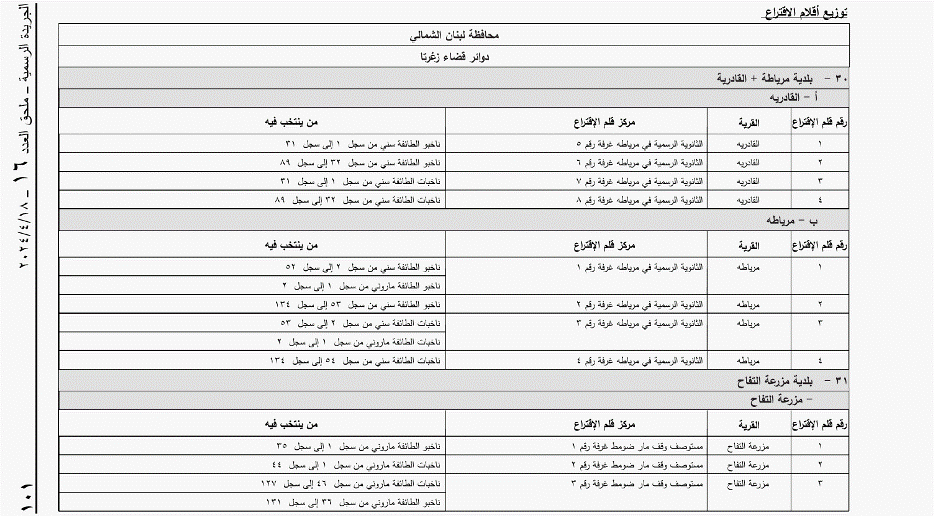 توزيع أقلام الاقتراع
محافظة لبنان الشمالي
دوائر قضاء زغرتا
٣٠ - بلدية مرياطة + القادرية
أ - القادريه
رقم قلم الإقتراع القرية مركز قلم الإقتراع من ينتخب فيه
١ القادريه الثانوية الرسمية في مرياطه غرفة رقم ٥ ناخبو الطائفة سني من سجل ١ إلى سجل ٣١
٢ القادريه الثانوية الرسمية في مرياطه غرفة رقم ٦ ناخبو الطائفة سني من سجل ٣٢ إلى سجل ٨٩
٣ القادريه الثانوية الرسمية في مرياطه غرفة رقم ٧ ناخبات الطائفة سني من سجل ١ إلى سجل ٣١
٤ القادريه الثانوية الرسمية في مرياطه غرفة رقم ٨ ناخبات الطائفة سني من سجل ٣٢ إلى سجل ٨٩
ب - مرياطه
رقم قلم الإقتراع القرية مركز قلم الإقتراع من ينتخب فيه
١ مرياطه الثانوية الرسمية في مرياطه غرفة رقم ١ ناخبو الطائفة سني من سجل ٢ إلى سجل ٥٢
ناخبو الطائفة ماروني من سجل ١ إلى سجل ٢
٢ مرياطه الثانوية الرسمية في مرياطه غرفة رقم ٢ ناخبو الطائفة سني من سجل ٥٣ إلى سجل ١٣٤
٣ مرياطه الثانوية الرسمية في مرياطه غرفة رقم ٣ ناخبات الطائفة سني من سجل ٢ إلى سجل ٥٣
ناخبات الطائفة ماروني من سجل ١ إلى سجل ٢
٤ مرياطه الثانوية الرسمية في مرياطه غرفة رقم ٤ ناخبات الطائفة سني من سجل ٥٤ إلى سجل ١٣٤
٣١ - بلدية مزرعة التفاح
- مزرعة التفاح
رقم قلم الإقتراع القرية مركز قلم الإقتراع من ينتخب فيه
١ مزرعة التفاح مستوصف وقف مار ضومط غرفة رقم ١ ناخبو الطائفة ماروني من سجل ١ إلى سجل ٣٥
٢ مزرعة التفاح مستوصف وقف مار ضومط غرفة رقم ٢ ناخبات الطائفة ماروني من سجل ١ إلى سجل ٤٤
٣ مزرعة التفاح مستوصف وقف مار ضومط غرفة رقم ٣ ناخبات الطائفة ماروني من سجل ٤٦ إلى سجل ١٢٧
ناخبو الطائفة ماروني من سجل ٣٦ إلى سجل ١٣١
الجريدة الرسمية - ملحق العدد ١٦ - ٢٠٢٤/٤/١٨
١٠١